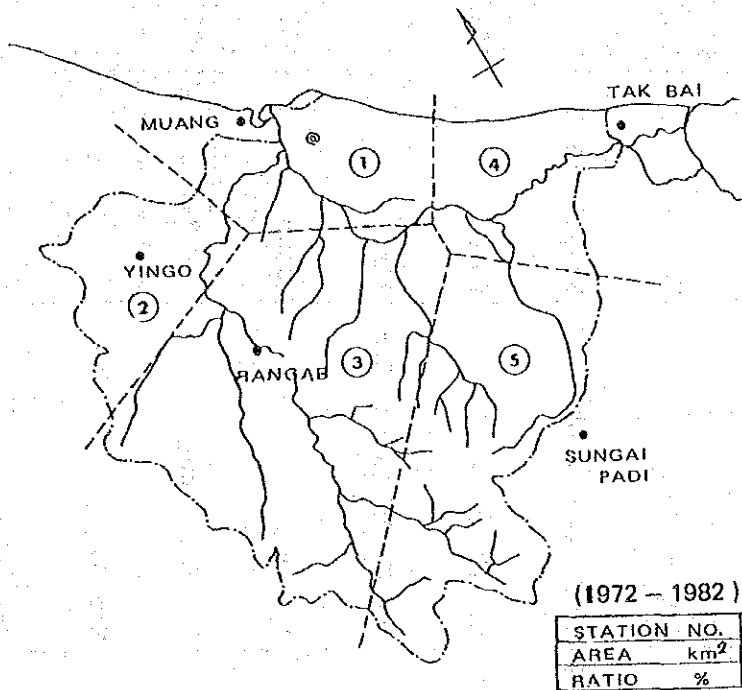 TAK BAI
MUANG
@
1
4
YINGO
2
RANGAE
3
5
SUNGAI
PADI
(1972 – 1982)
STATION NO.
AREA km²
RATIO %